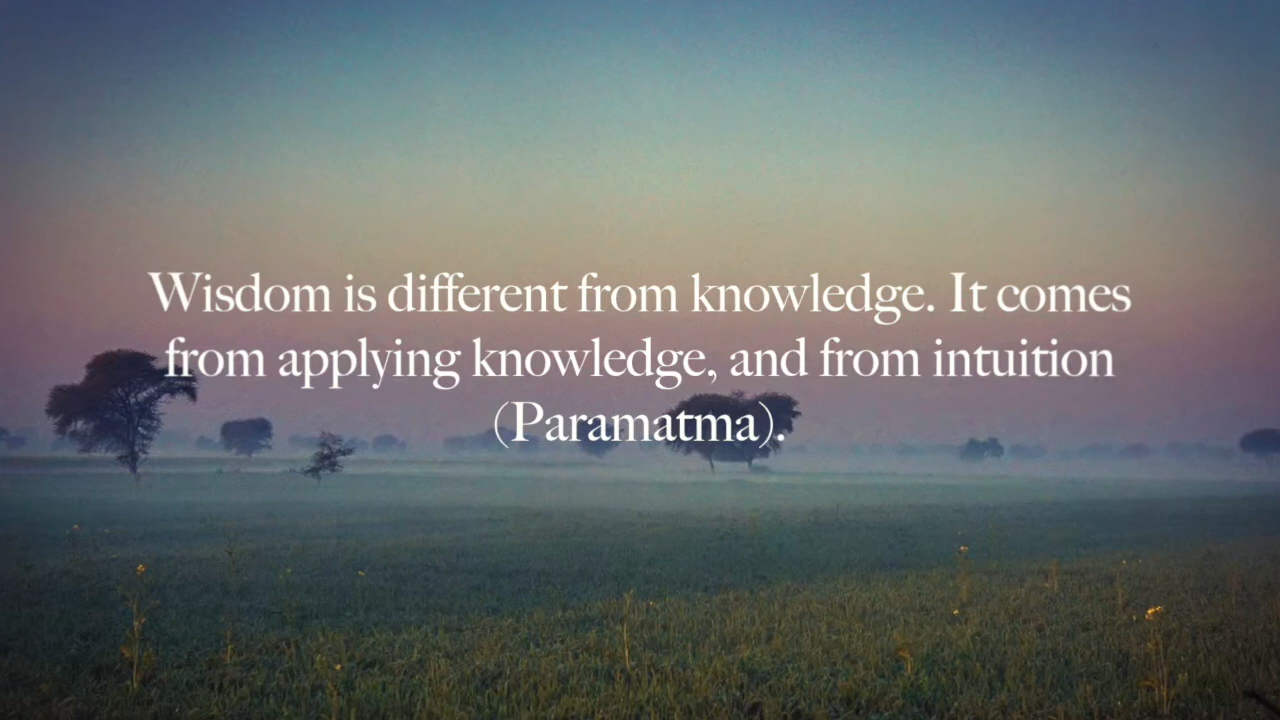 Wisdom is different from knowledge. It comes
from applying knowledge, and from intuition
(Paramatma).